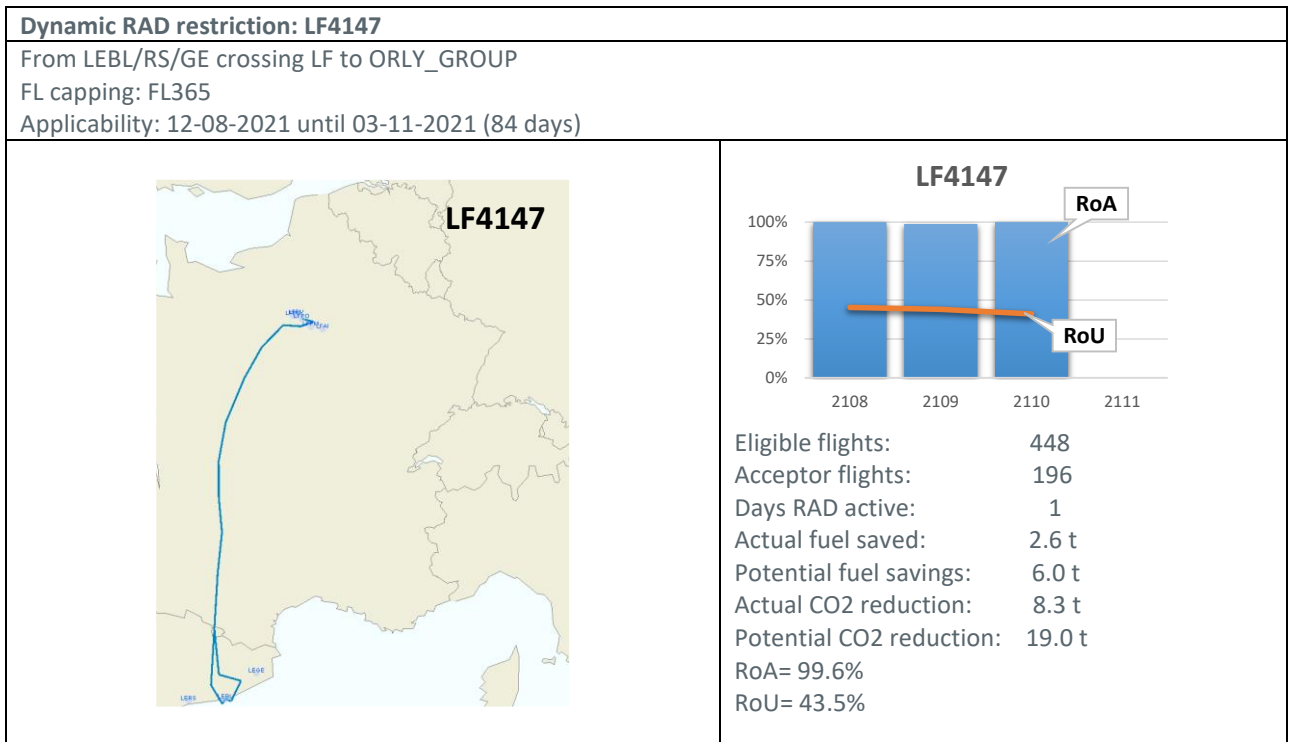 Dynamic RAD restriction: LF4147
From LEBL/RS/GE crossing LF to ORLY_GROUP
FL capping: FL365
Applicability: 12-08-2021 until 03-11-2021 (84 days)
LF4147
LEGE
LERS
LF4147
RoA
100%
75%
50%
25%
0%
RoU
2108 2109 2110 2111
Eligible flights: 448
Acceptor flights: 196
Days RAD active: 1
Actual fuel saved: 2.6 t
Potential fuel savings: 6.0 t
Actual CO2 reduction: 8.3 t
Potential CO2 reduction: 19.0 t
RoA= 99.6%
RoU= 43.5%